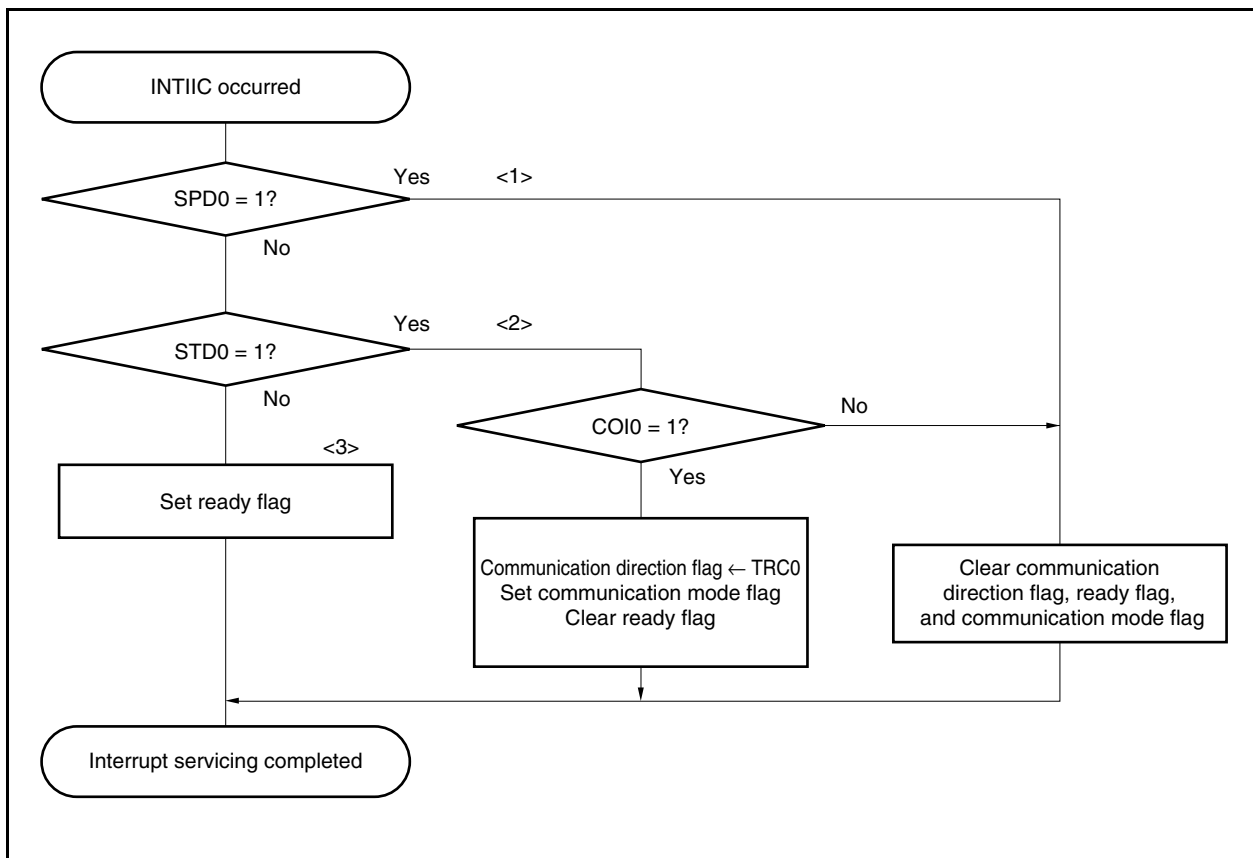 INTIIC occurred
Yes
<1>
SPD0 = 1?
No
Yes
<2>
STD0 = 1?
No
No
COI0 = 1?
<3>
Yes
Set ready flag
Communication direction flag ← TRC0
Set communication mode flag
Clear ready flag
Clear communication
direction flag, ready flag,
and communication mode flag
Interrupt servicing completed